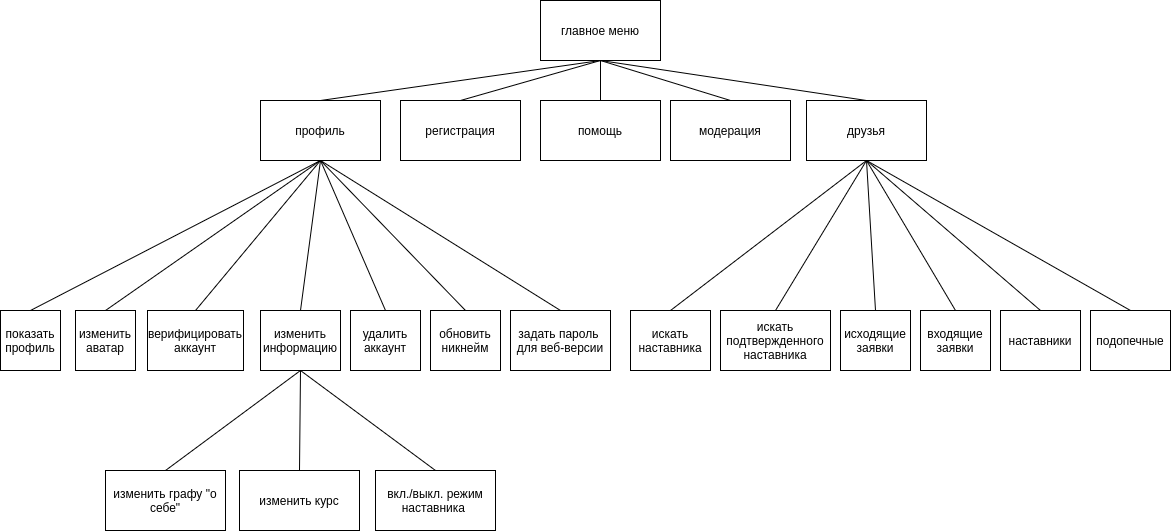 главное меню
профиль
регистрация
помощь
модерация
друзья
показать
профиль
изменить
аватар
верифицировать
аккаунт
изменить
информацию
удалить
аккаунт
обновить
никнейм
задать пароль
для веб-версии
искать
наставника
искать
подтвержденного
наставника
исходящие
заявки
входящие
заявки
наставники
подопечные
изменить графу "о
себе"
изменить курс
вкл./выкл. режим
наставника